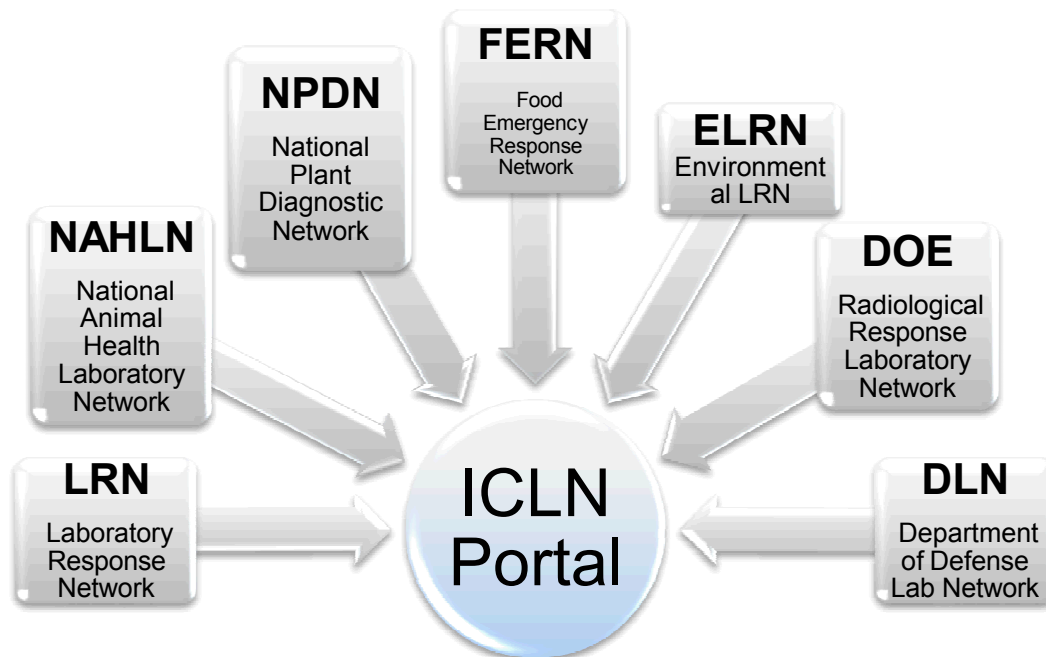 FERN
Food
Emergency
Response
Network
NPDN
National
Plant
Diagnostic
Network
ELRN
Environment
al LRN
NAHLN
National
Animal
Health
Laboratory
Network
DOE
Radiological
Response
Laboratory
Network
LRN
Laboratory
Response
Network
ICLN
Portal
DLN
Department
of Defense
Lab Network